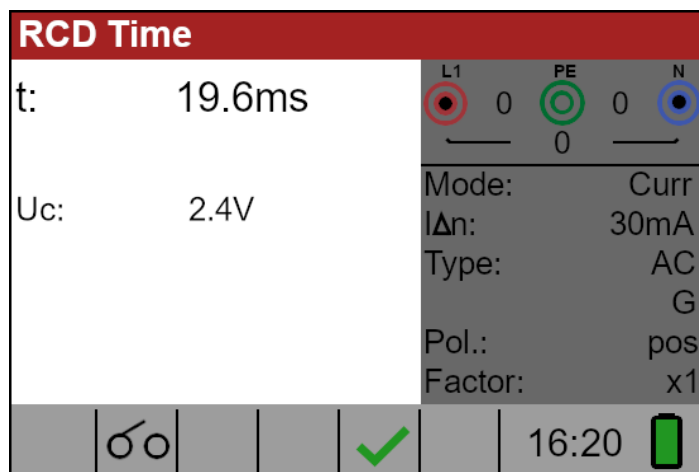 RCD Time
t: 19.6ms
Uc: 2.4V
L1 PE N
0 0
0
Mode: Curr
IΔn: 30mA
Type: AC
G
Pol.: pos
Factor: x1
16:20